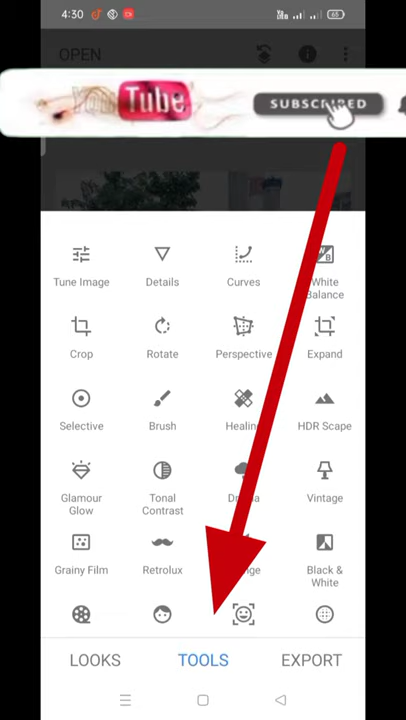 4:30
65
OPEN
YouTube
SUBSCRIBED
Tune Image
Details
Curves
White Balance
Crop
Rotate
Perspective
Expand
Selective
Brush
Healing
HDR Scape
Glamour Glow
Tonal Contrast
Vintage
Grainy Film
Retrolux
Black & White
LOOKS
TOOLS
EXPORT